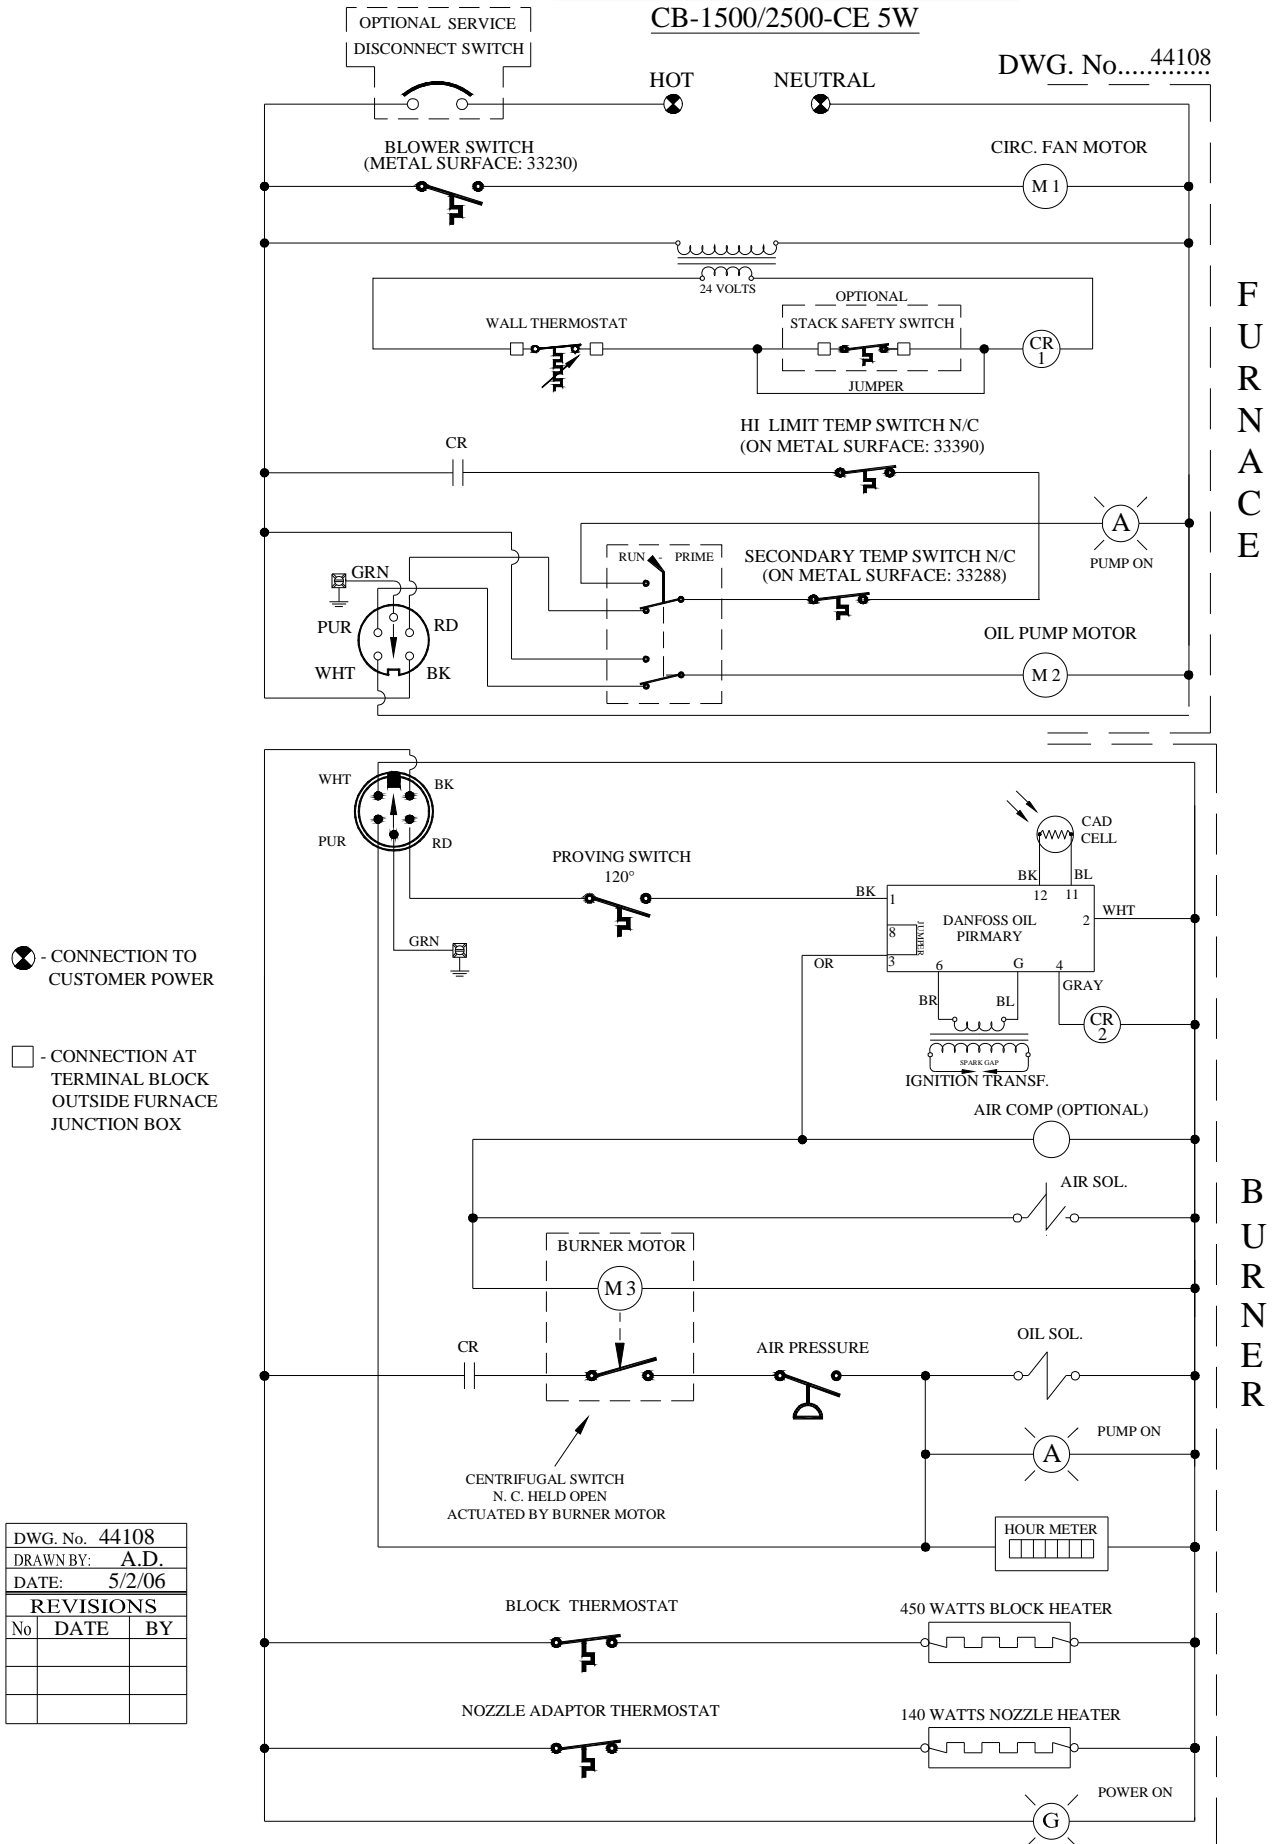 CB-1500/2500-CE 5W
OPTIONAL SERVICE
DISCONNECT SWITCH
DWG. No............. 44108
HOT
NEUTRAL
BLOWER SWITCH
(METAL SURFACE: 33230)
CIRC. FAN MOTOR
M 1
24 VOLTS
OPTIONAL
WALL THERMOSTAT
STACK SAFETY SWITCH
CR
1
JUMPER
FURNACE
HI LIMIT TEMP SWITCH N/C
(ON METAL SURFACE: 33390)
CR
A
PUMP ON
RUN - PRIME
SECONDARY TEMP SWITCH N/C
(ON METAL SURFACE: 33288)
GRN
PUR
RD
WHT
BK
OIL PUMP MOTOR
M 2
WHT
BK
PUR
RD
CAD
CELL
PROVING SWITCH
120°
BK
BL
BK
1
12
11
DANFOSS OIL
PIRMARY
2
WHT
8
JUMPER
3
6
G
4
GRN
OR
GRAY
BR
BL
CR
2
SPARK GAP
IGNITION TRANSF.
- CONNECTION TO
CUSTOMER POWER
- CONNECTION AT
TERMINAL BLOCK
OUTSIDE FURNACE
JUNCTION BOX
AIR COMP (OPTIONAL)
AIR SOL.
BURNER
BURNER MOTOR
M 3
CR
AIR PRESSURE
OIL SOL.
PUMP ON
A
CENTRIFUGAL SWITCH
N. C. HELD OPEN
ACTUATED BY BURNER MOTOR
HOUR METER
DWG. No. 44108
DRAWN BY: A.D.
DATE: 5/2/06
REVISIONS
No DATE BY
BLOCK THERMOSTAT
450 WATTS BLOCK HEATER
NOZZLE ADAPTOR THERMOSTAT
140 WATTS NOZZLE HEATER
POWER ON
G